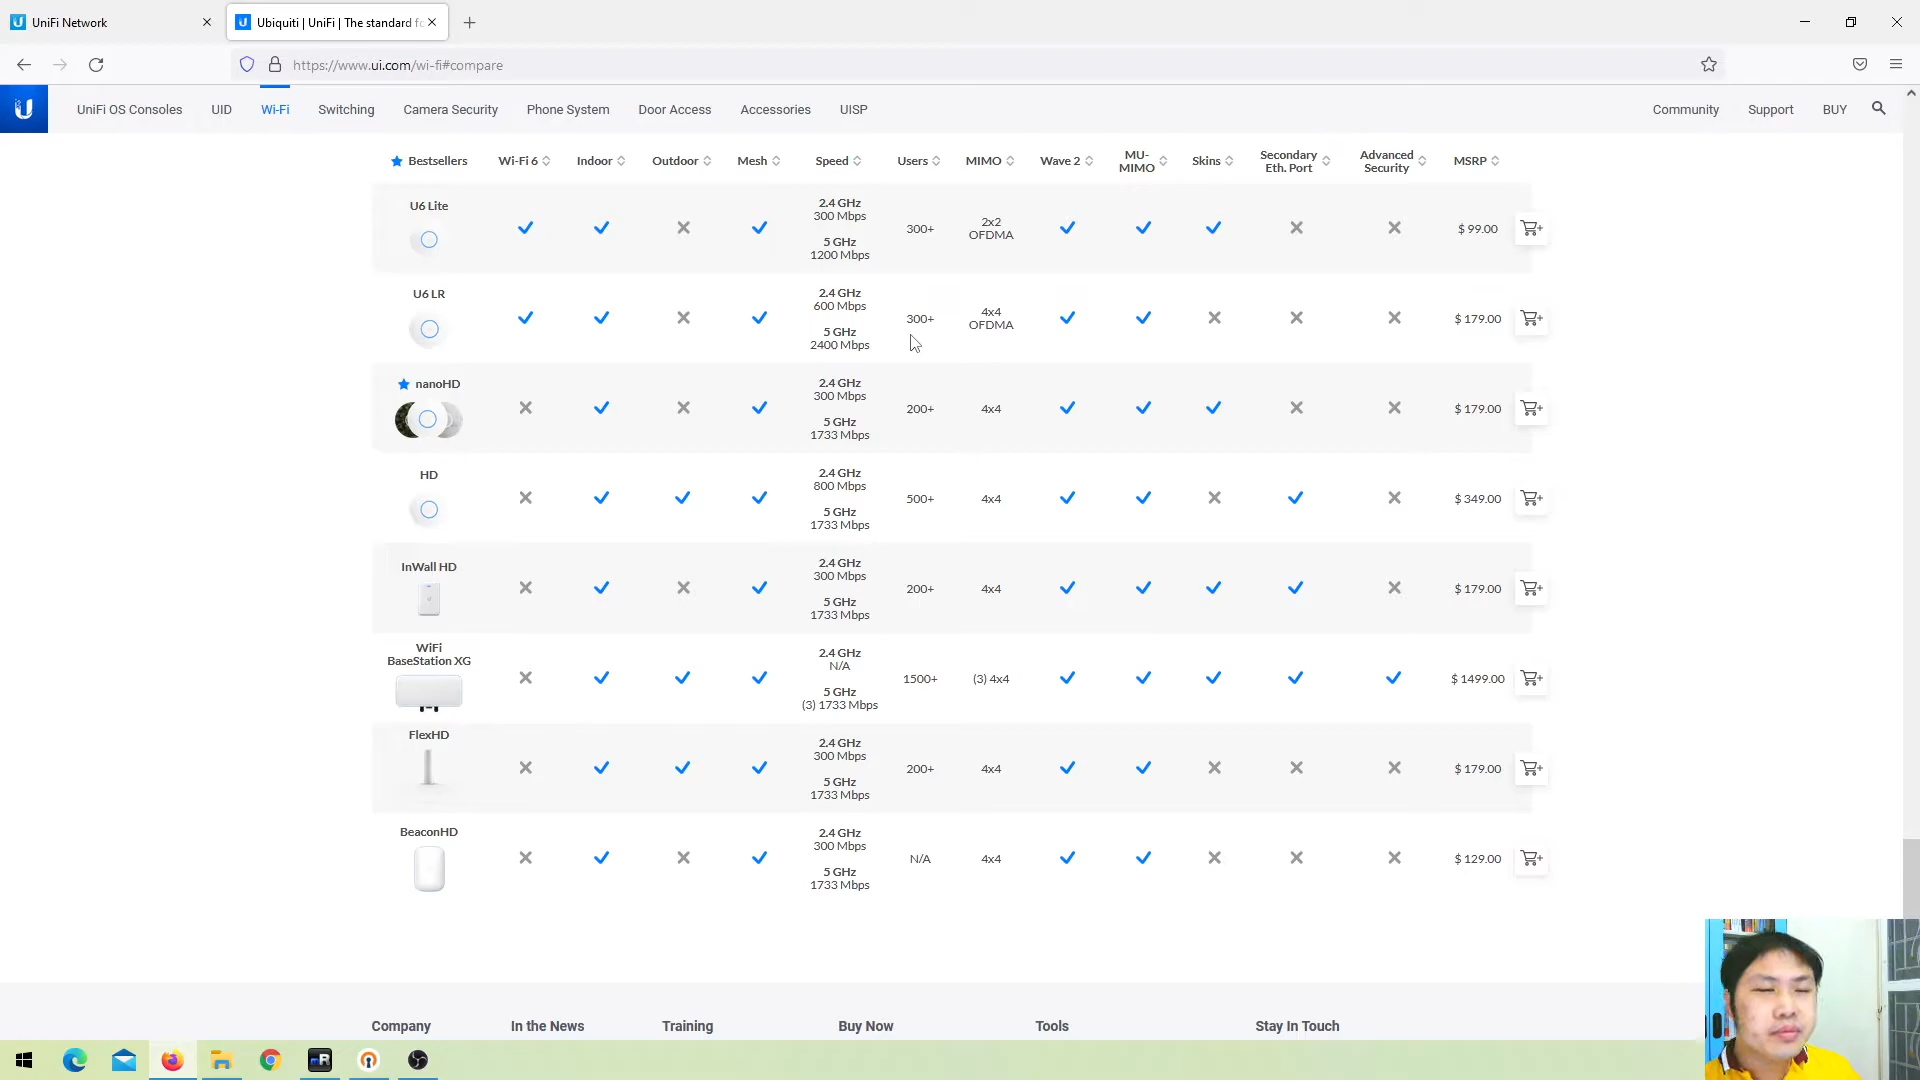 UniFi Network
Ubiquiti | UniFi | The standard fo
https://www.ui.com/wi-fi#compare
UniFi OS Consoles UID Wi-Fi Switching Camera Security Phone System Door Access Accessories UISP Community Support BUY
Bestsellers Wi-Fi 6 Indoor Outdoor Mesh Speed Users MIMO Wave 2 MU-MIMO Skins Secondary Eth. Port Advanced Security MSRP
U6 Lite
2.4 GHz
300 Mbps
5 GHz
1200 Mbps
300+
2x2
OFDMA
$ 99.00
U6 LR
2.4 GHz
600 Mbps
5 GHz
2400 Mbps
300+
4x4
OFDMA
$ 179.00
nanoHD
2.4 GHz
300 Mbps
5 GHz
1733 Mbps
200+
4x4
$ 179.00
HD
2.4 GHz
800 Mbps
5 GHz
1733 Mbps
500+
4x4
$ 349.00
InWall HD
2.4 GHz
300 Mbps
5 GHz
1733 Mbps
200+
4x4
$ 179.00
WiFi
BaseStation XG
2.4 GHz
N/A
5 GHz
(3) 1733 Mbps
1500+
(3) 4x4
$ 1499.00
FlexHD
2.4 GHz
300 Mbps
5 GHz
1733 Mbps
200+
4x4
$ 179.00
BeaconHD
2.4 GHz
300 Mbps
5 GHz
1733 Mbps
N/A
4x4
$ 129.00
Company In the News Training Buy Now Tools Stay In Touch